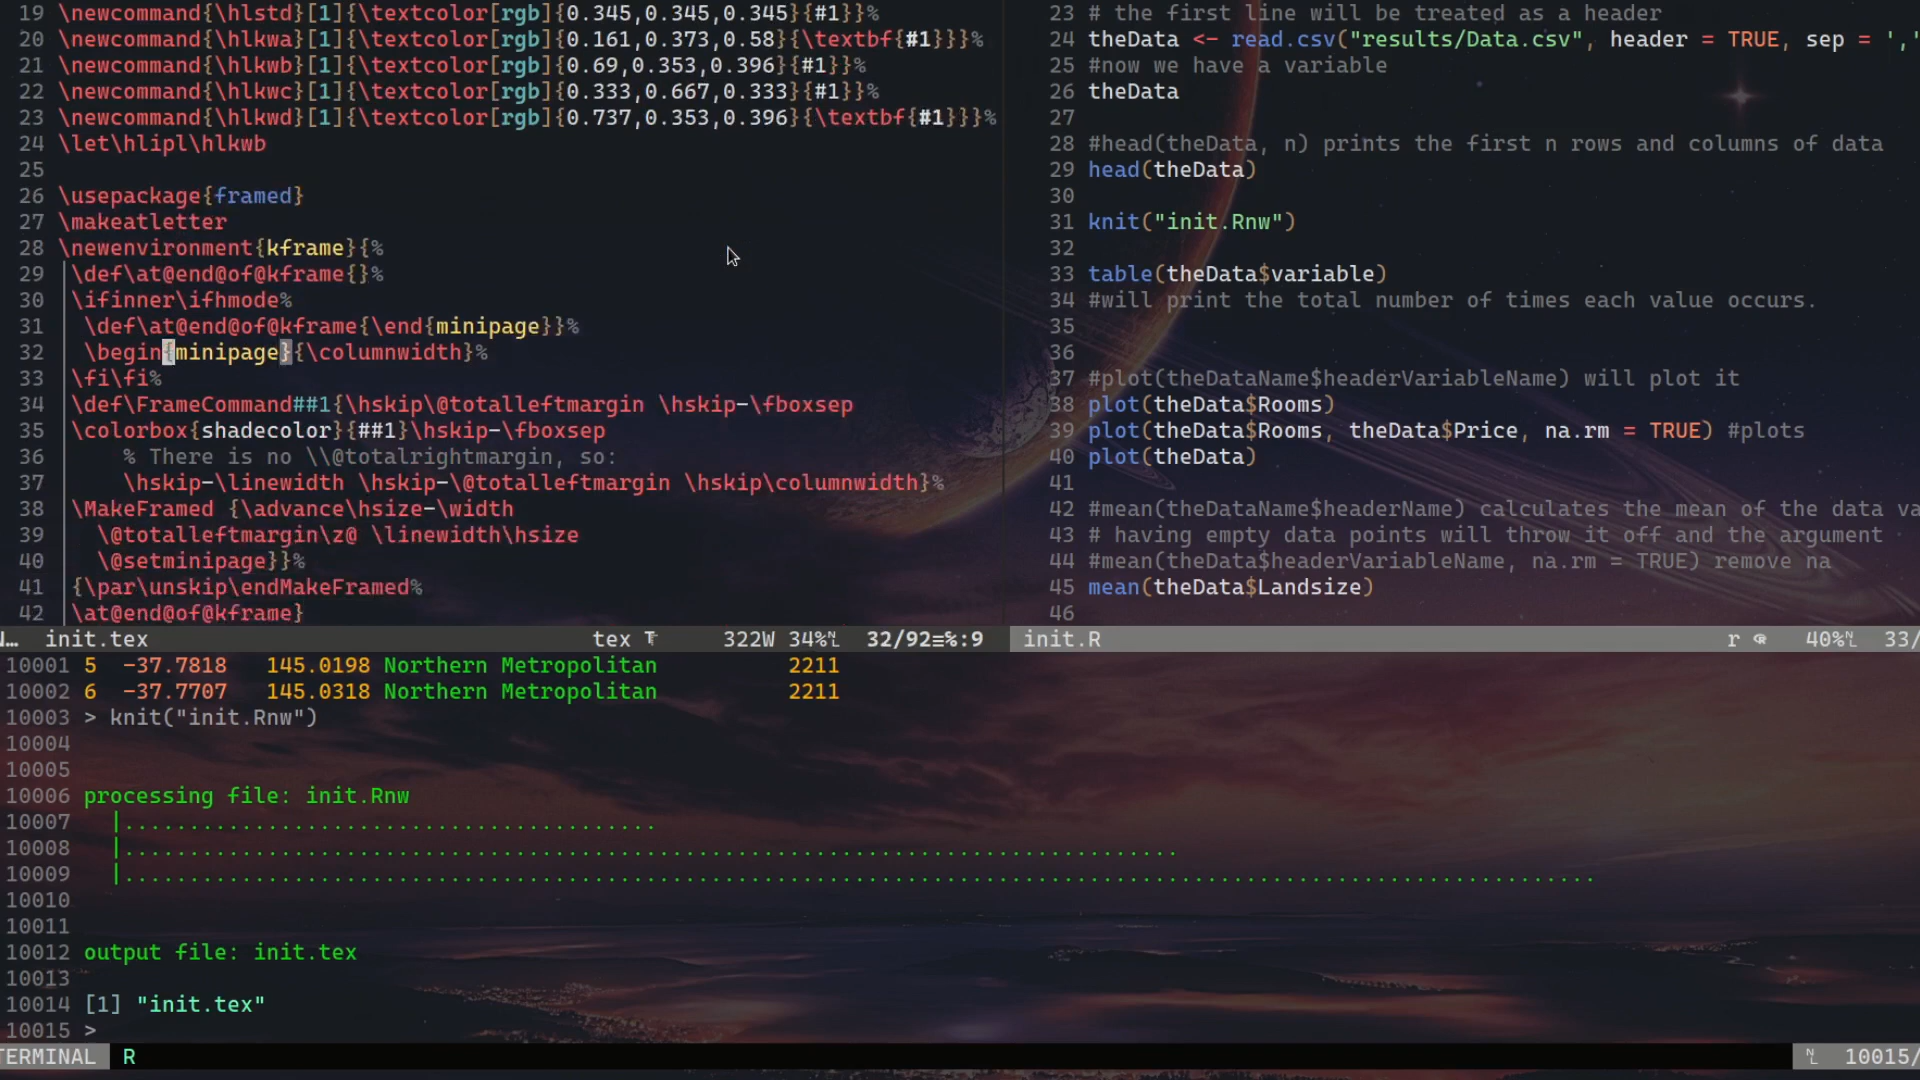 19 \newcommand{\hlstd}[1]{\textcolor[rgb]{0.345,0.345,0.345}{#1}}%
20 \newcommand{\hlkwa}[1]{\textcolor[rgb]{0.161,0.373,0.58}{\textbf{#1}}}%
21 \newcommand{\hlkwb}[1]{\textcolor[rgb]{0.69,0.353,0.396}{#1}}%
22 \newcommand{\hlkwc}[1]{\textcolor[rgb]{0.333,0.667,0.333}{#1}}%
23 \newcommand{\hlkwd}[1]{\textcolor[rgb]{0.737,0.353,0.396}{\textbf{#1}}}%
24 \let\hlipl\hlkwb
25
26 \usepackage{framed}
27 \makeatletter
28 \newenvironment{kframe}{%
29 \def\at@end@of@kframe{}%
30 \ifinner\ifhmode%
31 \def\at@end@of@kframe{\end{minipage}}%
32 \begin{minipage}{\columnwidth}%
33 \fi\fi%
34 \def\FrameCommand##1{\hskip\@totalleftmargin \hskip-\fboxsep
35 \colorbox{shadecolor}{##1}\hskip-\fboxsep
36 % There is no \\@totalrightmargin, so:
37 \hskip-\linewidth \hskip-\@totalleftmargin \hskip\columnwidth}%
38 \MakeFramed {\advance\hsize-\width
39 \@totalleftmargin\z@ \linewidth\hsize
40 \@setminipage}}%
41 {\par\unskip\endMakeFramed%
42 \at@end@of@kframe}
N… init.tex tex 322W 34% 32/92≡%:9
23 # the first line will be treated as a header
24 theData <- read.csv("results/Data.csv", header = TRUE, sep = ','
25 #now we have a variable
26 theData
27
28 #head(theData, n) prints the first n rows and columns of data
29 head(theData)
30
31 knit("init.Rnw")
32
33 table(theData$variable)
34 #will print the total number of times each value occurs.
35
36
37 #plot(theDataName$headerVariableName) will plot it
38 plot(theData$Rooms)
39 plot(theData$Rooms, theData$Price, na.rm = TRUE) #plots
40 plot(theData)
41
42 #mean(theDataName$headerName) calculates the mean of the data va
43 # having empty data points will throw it off and the argument
44 #mean(theData$headerVariableName, na.rm = TRUE) remove na
45 mean(theData$Landsize)
46
init.R r 40% 33/
10001 5 -37.7818 145.0198 Northern Metropolitan 2211
10002 6 -37.7707 145.0318 Northern Metropolitan 2211
10003 > knit("init.Rnw")
10004
10005
10006 processing file: init.Rnw
10007 |.........................................
10008 |.................................................................................
10009 |.................................................................................................................
10010
10011
10012 output file: init.tex
10013
10014 [1] "init.tex"
10015 >
TERMINAL R 10015/